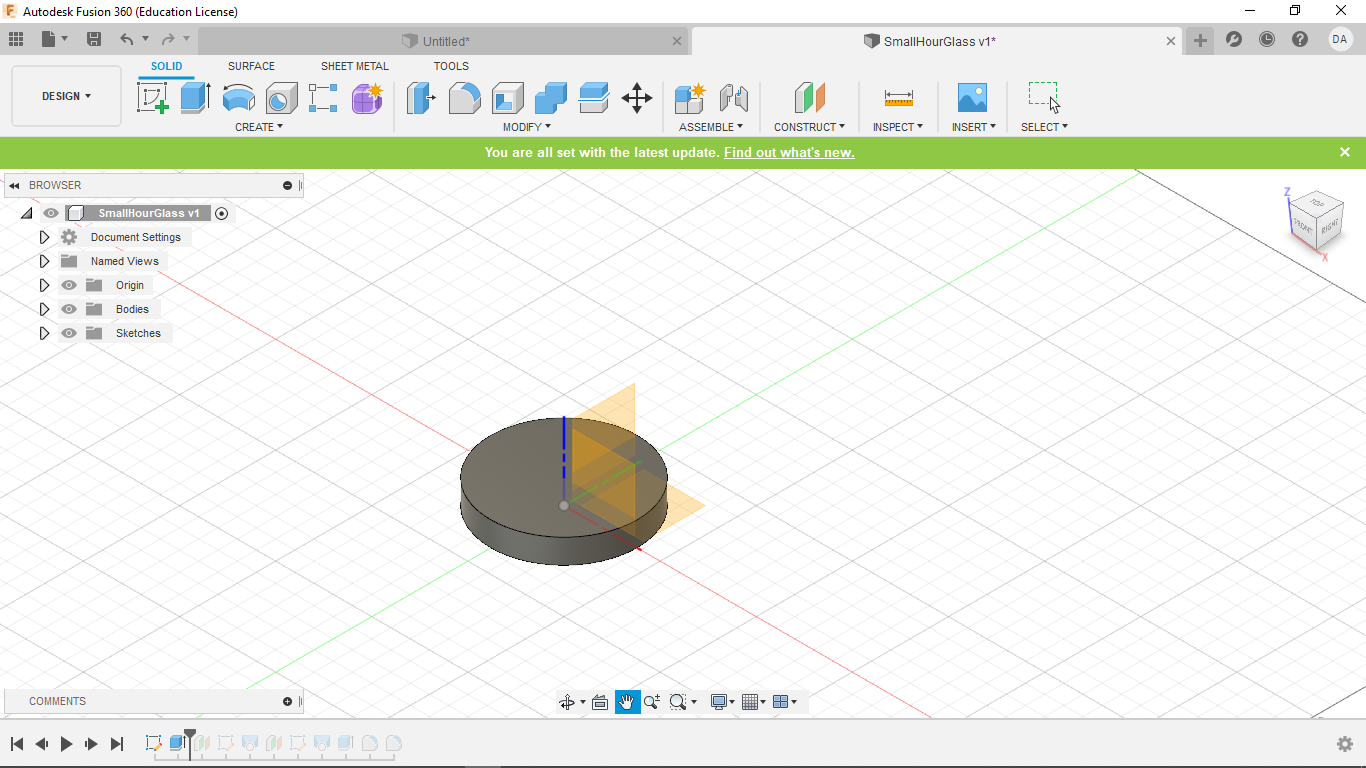 Autodesk Fusion 360 (Education License)
Untitled*
SmallHourGlass v1*
DA
DESIGN
SOLID
SURFACE
SHEET METAL
TOOLS
CREATE
MODIFY
ASSEMBLE
CONSTRUCT
INSPECT
INSERT
SELECT
You are all set with the latest update. Find out what's new.
BROWSER
SmallHourGlass v1
Document Settings
Named Views
Origin
Bodies
Sketches
Z
TOP
FRONT
RIGHT
X
COMMENTS